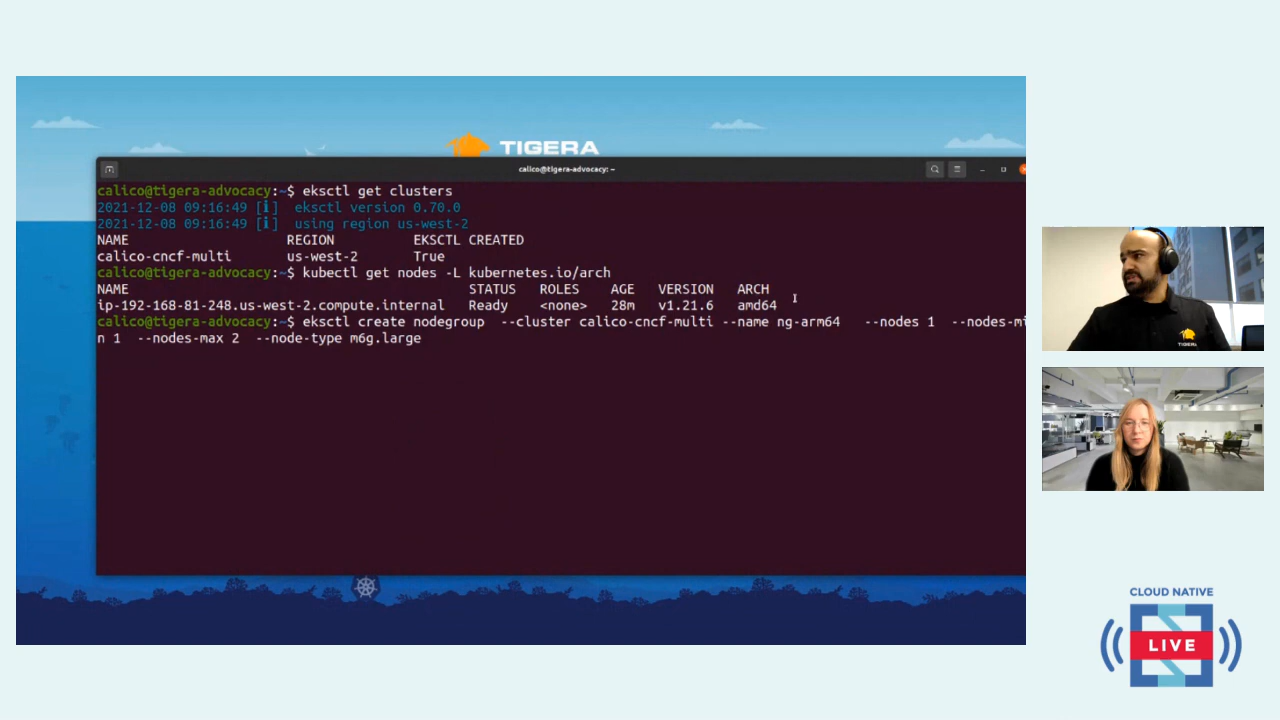 TIGERA
calico@tigera-advocacy: ~
calico@tigera-advocacy:~$ eksctl get clusters
2021-12-08 09:16:49 [ℹ]  eksctl version 0.70.0
2021-12-08 09:16:49 [ℹ]  using region us-west-2
NAME REGION EKSCTL CREATED
calico-cncf-multi us-west-2 True
calico@tigera-advocacy:~$ kubectl get nodes -L kubernetes.io/arch
NAME STATUS ROLES AGE VERSION ARCH
ip-192-168-81-248.us-west-2.compute.internal Ready <none> 28m v1.21.6 amd64
calico@tigera-advocacy:~$ eksctl create nodegroup  --cluster calico-cncf-multi --name ng-arm64   --nodes 1  --nodes-mi
n 1  --nodes-max 2  --node-type m6g.large
TIGERA
CLOUD NATIVE
LIVE